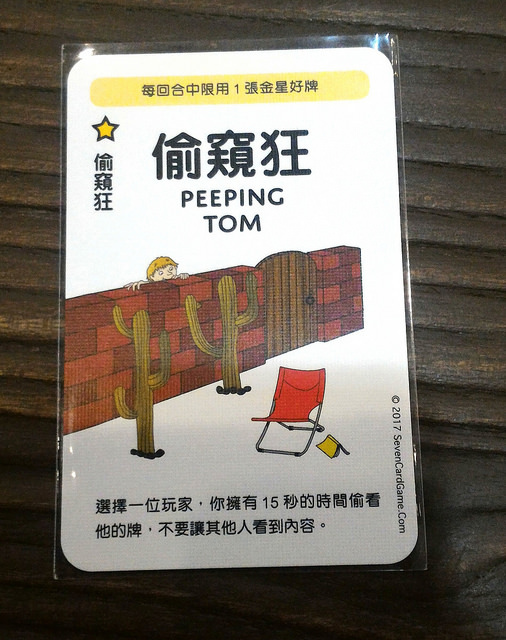 每回合中限用1張金星好牌
偷窺狂
偷窺狂
PEEPING
TOM
© 2017 SevenCardGame.Com
選擇一位玩家，你擁有15秒的時間偷看
他的牌，不要讓其他人看到內容。